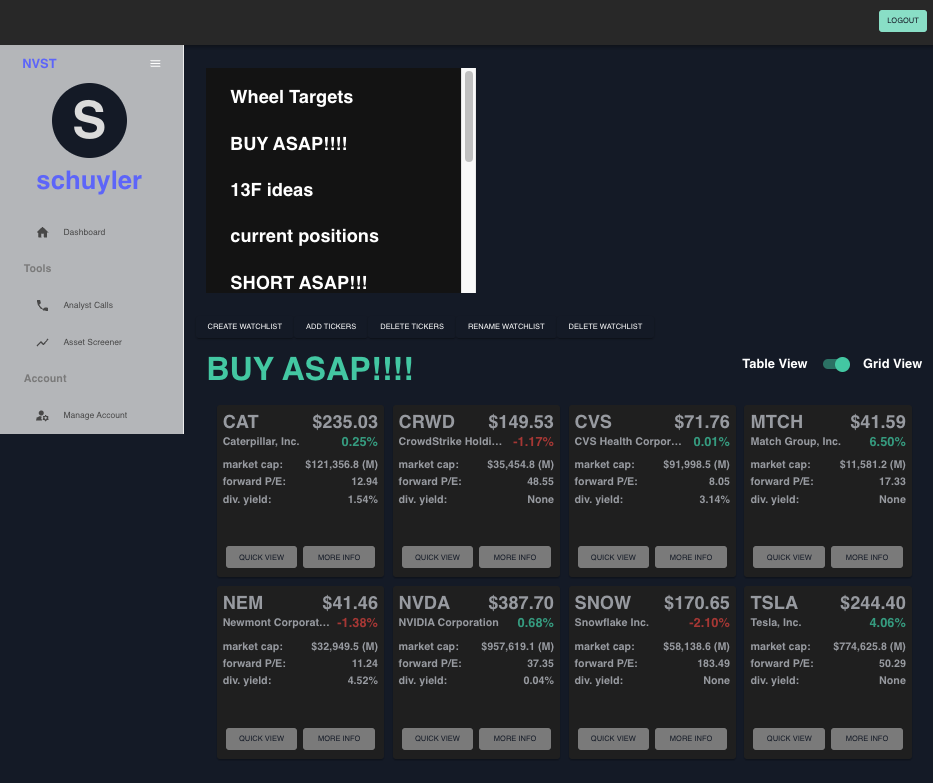 LOGOUT
NVST
S
schuyler
Dashboard
Tools
Analyst Calls
Asset Screener
Account
Manage Account
Wheel Targets
BUY ASAP!!!!
13F ideas
current positions
SHORT ASAP!!!
CREATE WATCHLIST ADD TICKERS DELETE TICKERS RENAME WATCHLIST DELETE WATCHLIST
BUY ASAP!!!!
Table View Grid View
CAT $235.03
Caterpillar, Inc. 0.25%
market cap: $121,356.8 (M)
forward P/E: 12.94
div. yield: 1.54%
QUICK VIEW MORE INFO
CRWD $149.53
CrowdStrike Holdi... -1.17%
market cap: $35,454.8 (M)
forward P/E: 48.55
div. yield: None
QUICK VIEW MORE INFO
CVS $71.76
CVS Health Corpor... 0.01%
market cap: $91,998.5 (M)
forward P/E: 8.05
div. yield: 3.14%
QUICK VIEW MORE INFO
MTCH $41.59
Match Group, Inc. 6.50%
market cap: $11,581.2 (M)
forward P/E: 17.33
div. yield: None
QUICK VIEW MORE INFO
NEM $41.46
Newmont Corporat... -1.38%
market cap: $32,949.5 (M)
forward P/E: 11.24
div. yield: 4.52%
QUICK VIEW MORE INFO
NVDA $387.70
NVIDIA Corporation 0.68%
market cap: $957,619.1 (M)
forward P/E: 37.35
div. yield: 0.04%
QUICK VIEW MORE INFO
SNOW $170.65
Snowflake Inc. -2.10%
market cap: $58,138.6 (M)
forward P/E: 183.49
div. yield: None
QUICK VIEW MORE INFO
TSLA $244.40
Tesla, Inc. 4.06%
market cap: $774,625.8 (M)
forward P/E: 50.29
div. yield: None
QUICK VIEW MORE INFO